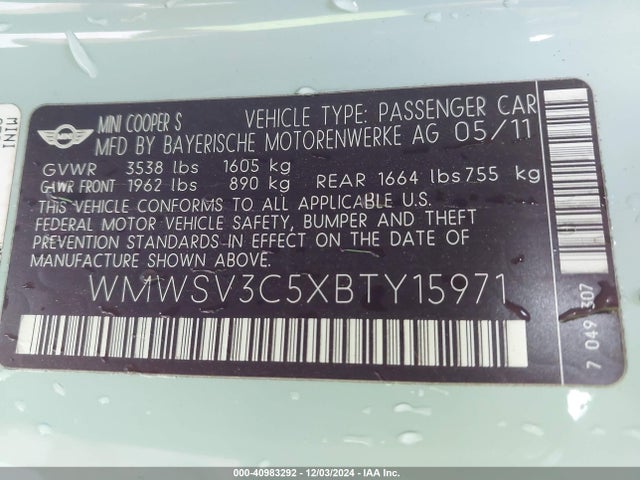 MINI COOPER S VEHICLE TYPE: PASSENGER CAR
MFD BY BAYERISCHE MOTORENWERKE AG 05/11
GVWR 3538 lbs 1605 kg
GAWR FRONT 1962 lbs 890 kg REAR 1664 lbs 755 kg
THIS VEHICLE CONFORMS TO ALL APPLICABLE U.S.
FEDERAL MOTOR VEHICLE SAFETY, BUMPER AND THEFT
PREVENTION STANDARDS IN EFFECT ON THE DATE OF
MANUFACTURE SHOWN ABOVE.
WMWSV3C5XBTY15971
MINI
000-40983292 - 12/03/2024 - IAA Inc.